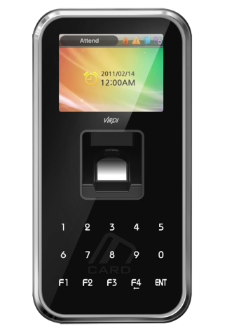 Attend
2011/02/14
12:00AM
ViRDI
1 2 3 4 5
6 7 8 9 0
CARD
F1 F2 F3 F4 ENT